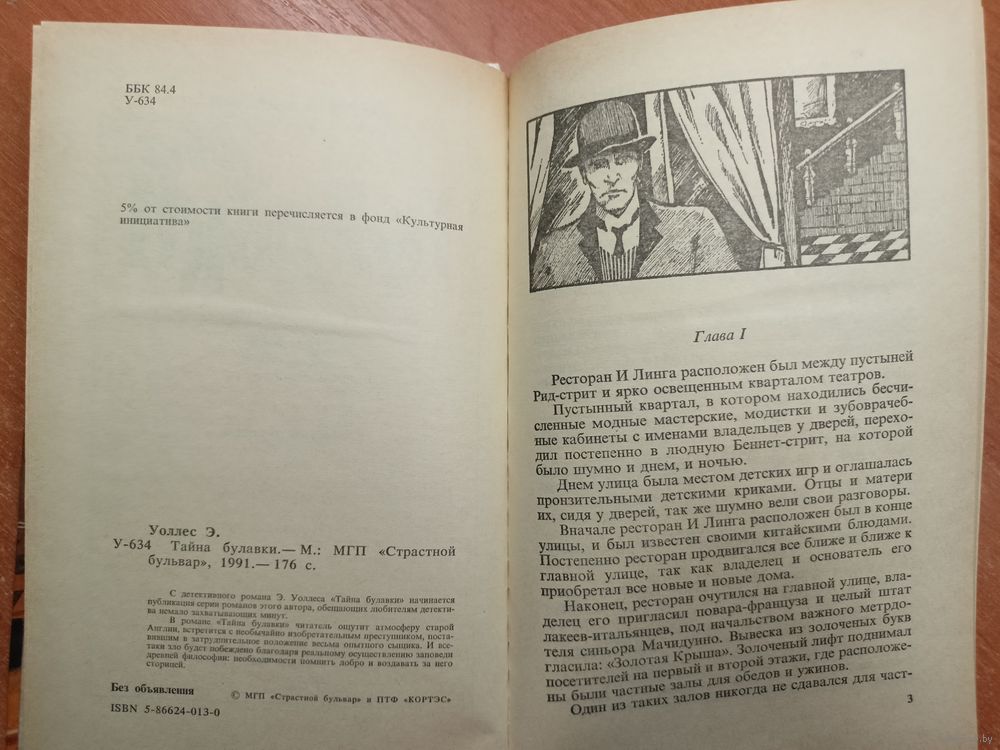 ББК 84.4
У-634
5% от стоимости книги перечисляется в фонд «Культурная
инициатива»
Уоллес Э.
У-634 Тайна булавки.— М.: МГП «Страстной
бульвар», 1991.— 176 с.
С детективного романа Э. Уоллеса «Тайна булавки» начинается
публикация серии романов этого автора, обещающих любителям детекти-
ва немало захватывающих минут.
В романе «Тайна булавки» читатель ощутит атмосферу старой
Англии, встретится с необычайно изобретательным преступником, поста-
вившим в затруднительное положение весьма опытного сыщика. И все-
таки зло будет побеждено благодаря реальному осуществлению заповеди
древней философии: необходимости помнить добро и воздавать за него
сторицей.
Без объявления
© МГП «Страстной бульвар» и ПТФ «КОРТЭС»
ISBN 5-86624-013-0
Глава I
Ресторан И Линга расположен был между пустыней
Рид-стрит и ярко освещенным кварталом театров.
Пустынный квартал, в котором находились бесчи-
сленные модные мастерские, модистки и зубоврачеб-
ные кабинеты с именами владельцев у дверей, перехо-
дил постепенно в людную Беннет-стрит, на которой
было шумно и днем, и ночью.
Днем улица была местом детских игр и оглашалась
пронзительными детскими криками. Отцы и матери
их, сидя у дверей, так же шумно вели свои разговоры.
Вначале ресторан И Линга расположен был в конце
улицы, и был известен своими китайскими блюдами.
Постепенно ресторан продвигался все ближе и ближе к
главной улице, так как владелец и основатель его
приобретал все новые и новые дома.
Наконец, ресторан очутился на главной улице, вла-
делец его пригласил повара-француза и целый штат
лакеев-итальянцев, под начальством важного метрдо-
теля синьора Мачидуино. Вывеска из золоченых букв
гласила: «Золотая Крыша». Золоченый лифт поднимал
посетителей на первый и второй этажи, где расположе-
ны были частные залы для обедов и ужинов.
Один из таких залов никогда не сдавался для част-
3